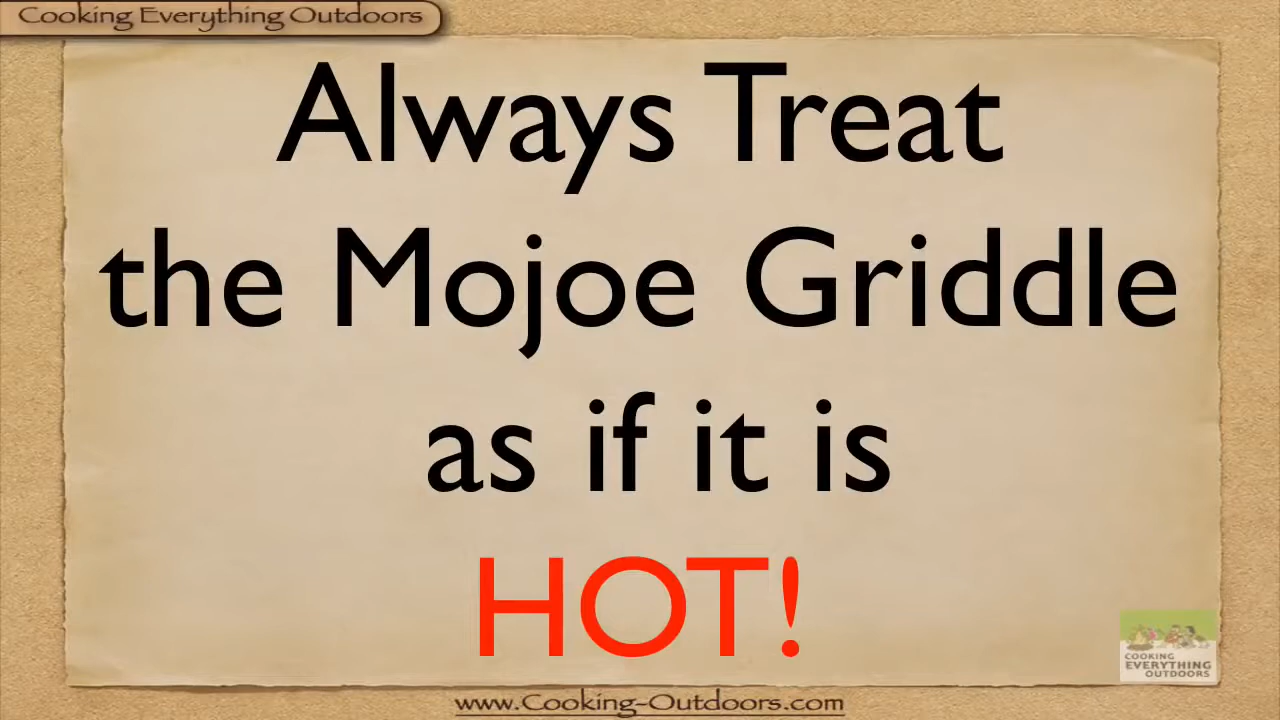 Cooking Everything Outdoors
Always Treat
the Mojoe Griddle
as if it is
HOT!
COOKING
EVERYTHING
OUTDOORS
www.Cooking-Outdoors.com